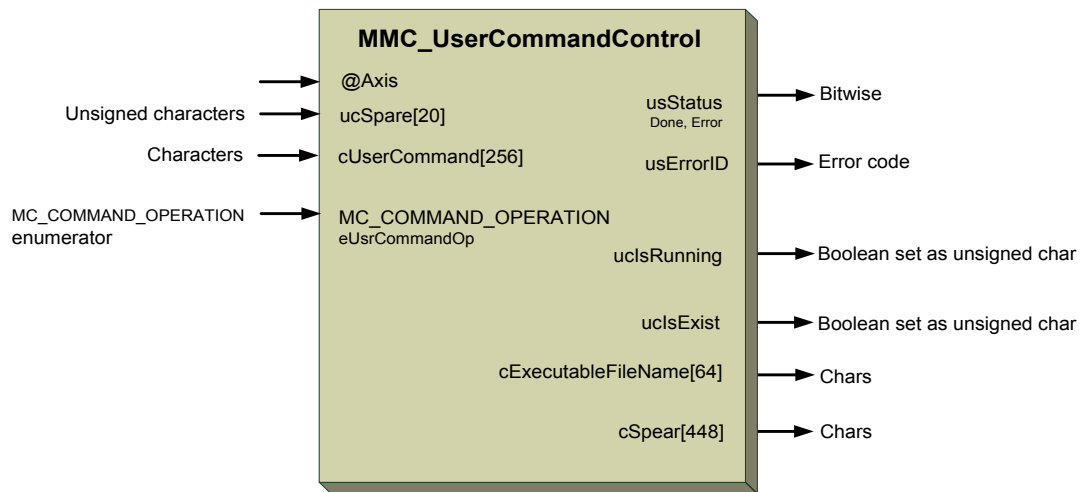 MMC_UserCommandControl
@Axis
Unsigned characters
ucSpare[20]
usStatus
Done, Error
Bitwise
Characters
cUserCommand[256]
usErrorID
Error code
MC_COMMAND_OPERATION
enumerator
MC_COMMAND_OPERATION
eUsrCommandOp
ucIsRunning
Boolean set as unsigned char
ucIsExist
Boolean set as unsigned char
cExecutableFileName[64]
Chars
cSpear[448]
Chars